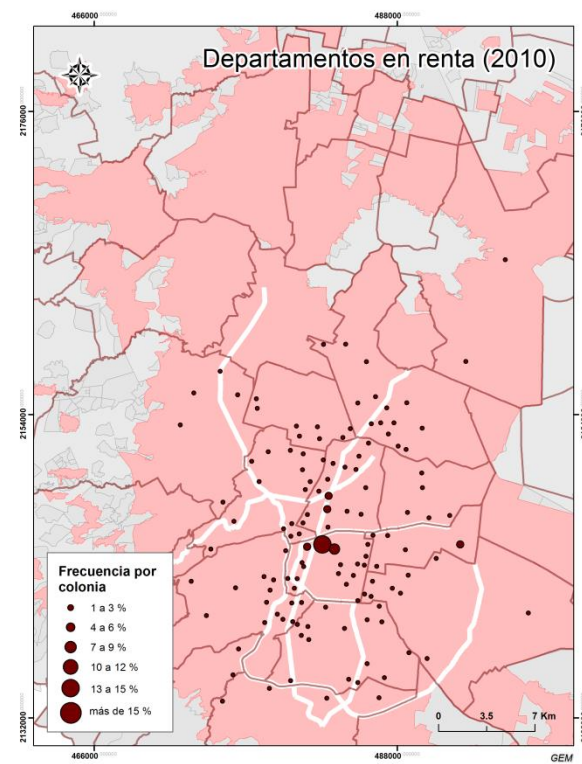 466000
488000
Departamentos en renta (2010)
2176000
2154000
2132000
Frecuencia por
colonia
1 a 3 %
4 a 6 %
7 a 9 %
10 a 12 %
13 a 15 %
más de 15 %
0 3.5 7 Km
466000
488000
GEM